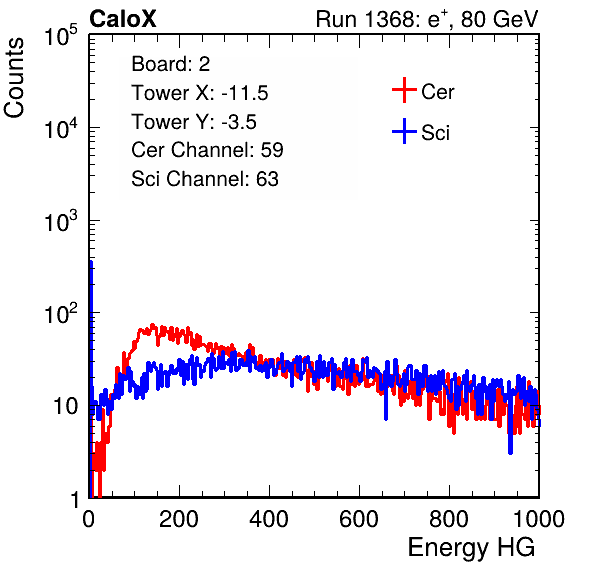 CaloX Run 1368: e⁺, 80 GeV
Counts
10⁵
10⁴
10³
10²
10
1
Board: 2
Tower X: -11.5
Tower Y: -3.5
Cer Channel: 59
Sci Channel: 63
Cer
Sci
0 200 400 600 800 1000
Energy HG